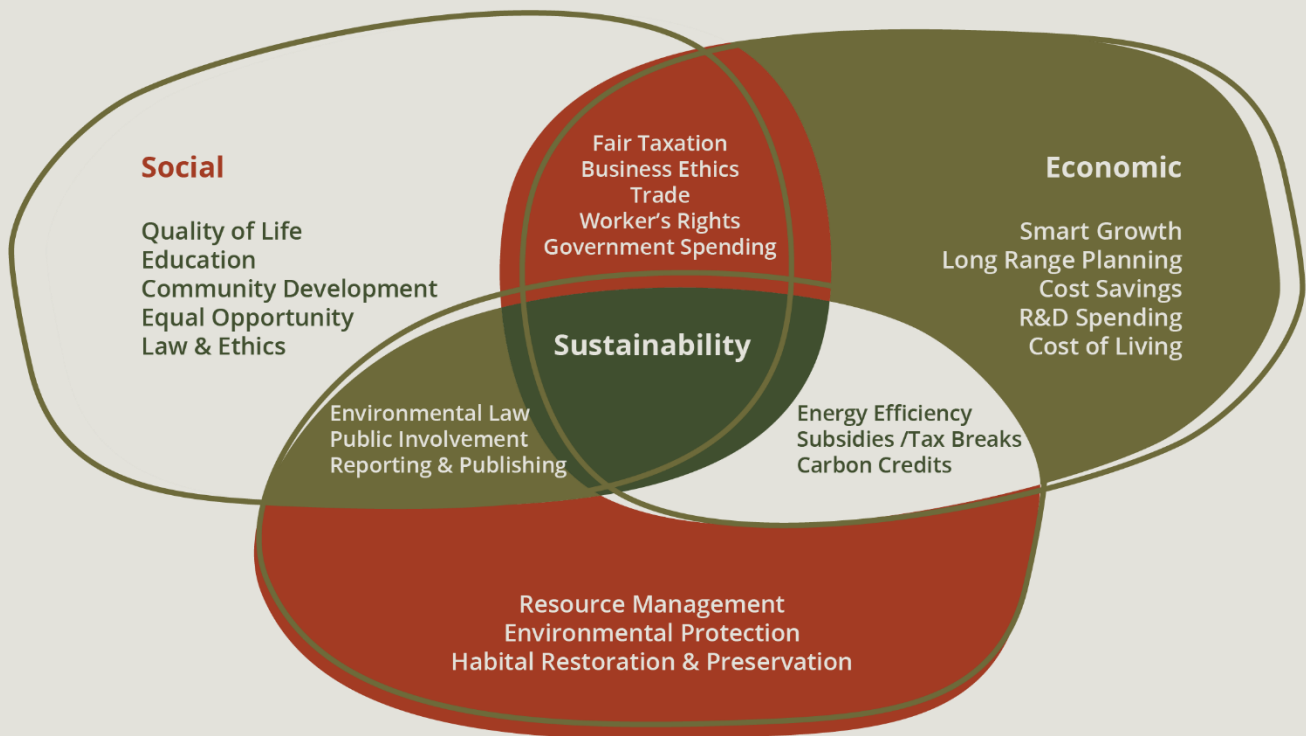 Social
Quality of Life
Education
Community Development
Equal Opportunity
Law & Ethics
Fair Taxation
Business Ethics
Trade
Worker’s Rights
Government Spending
Economic
Smart Growth
Long Range Planning
Cost Savings
R&D Spending
Cost of Living
Sustainability
Environmental Law
Public Involvement
Reporting & Publishing
Energy Efficiency
Subsidies /Tax Breaks
Carbon Credits
Resource Management
Environmental Protection
Habital Restoration & Preservation